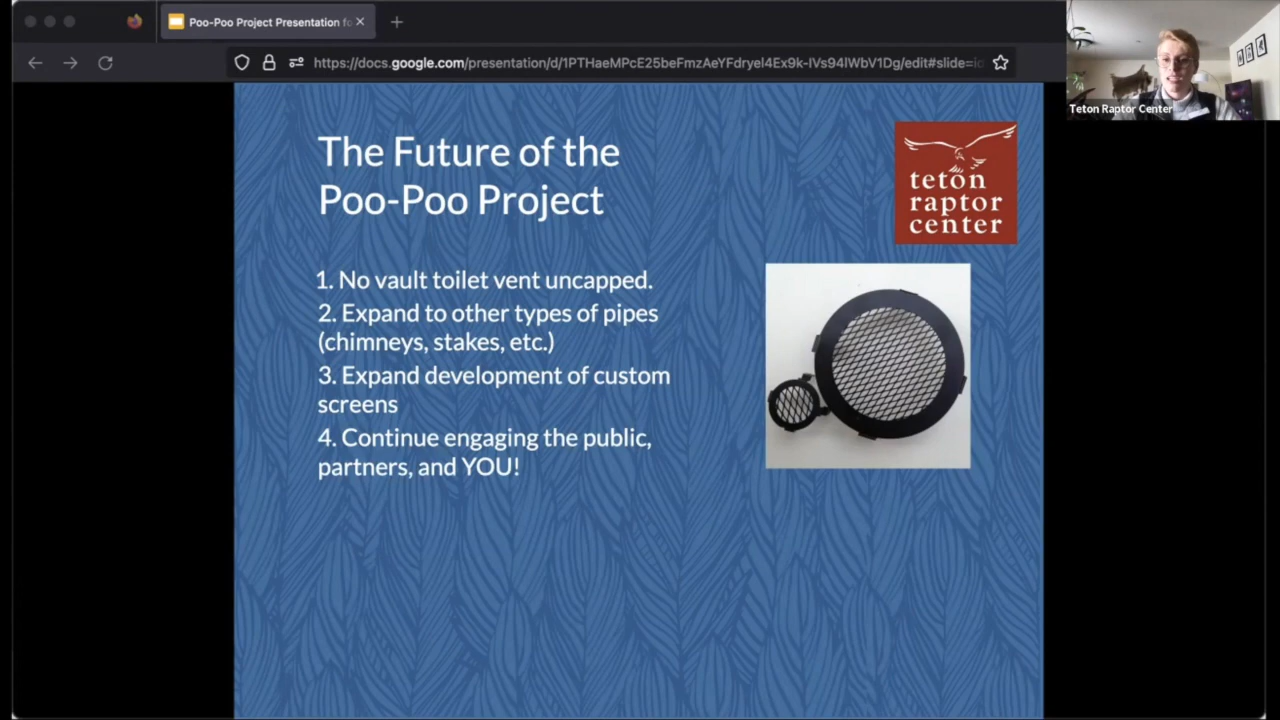 Poo-Poo Project Presentation fo
https://docs.google.com/presentation/d/1PTHaeMPcE25beFmzAeYFdryel4Ex9k-IVs94lWbV1Dg/edit#slide=i
Teton Raptor Center
The Future of the
Poo-Poo Project
teton
raptor
center
1. No vault toilet vent uncapped.
2. Expand to other types of pipes
(chimneys, stakes, etc.)
3. Expand development of custom
screens
4. Continue engaging the public,
partners, and YOU!